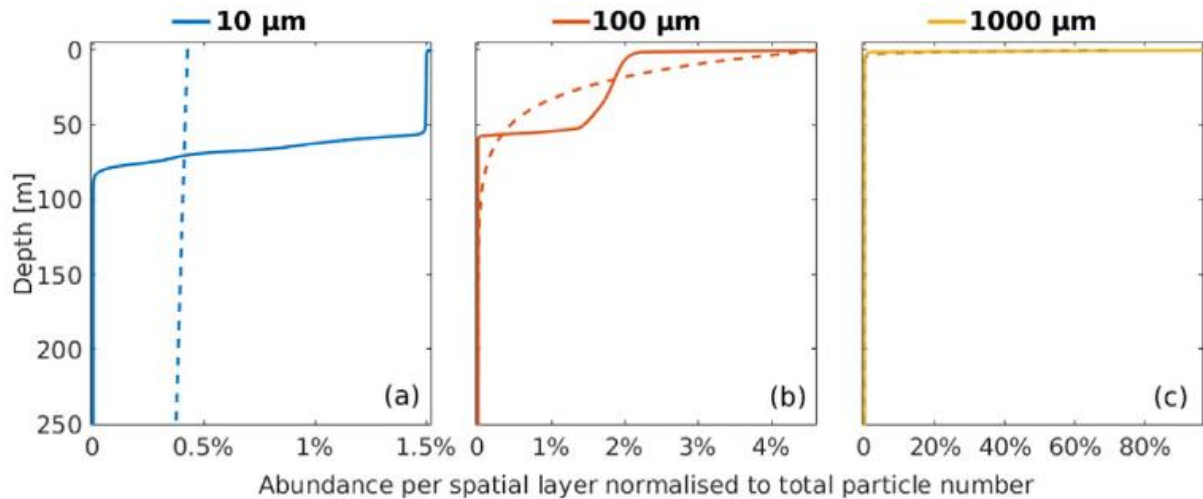 10 μm 100 μm 1000 μm
0
50
100
150
200
250
Depth [m]
(a) (b) (c)
0 0.5% 1% 1.5% 0 1% 2% 3% 4% 0 20% 40% 60% 80%
Abundance per spatial layer normalised to total particle number